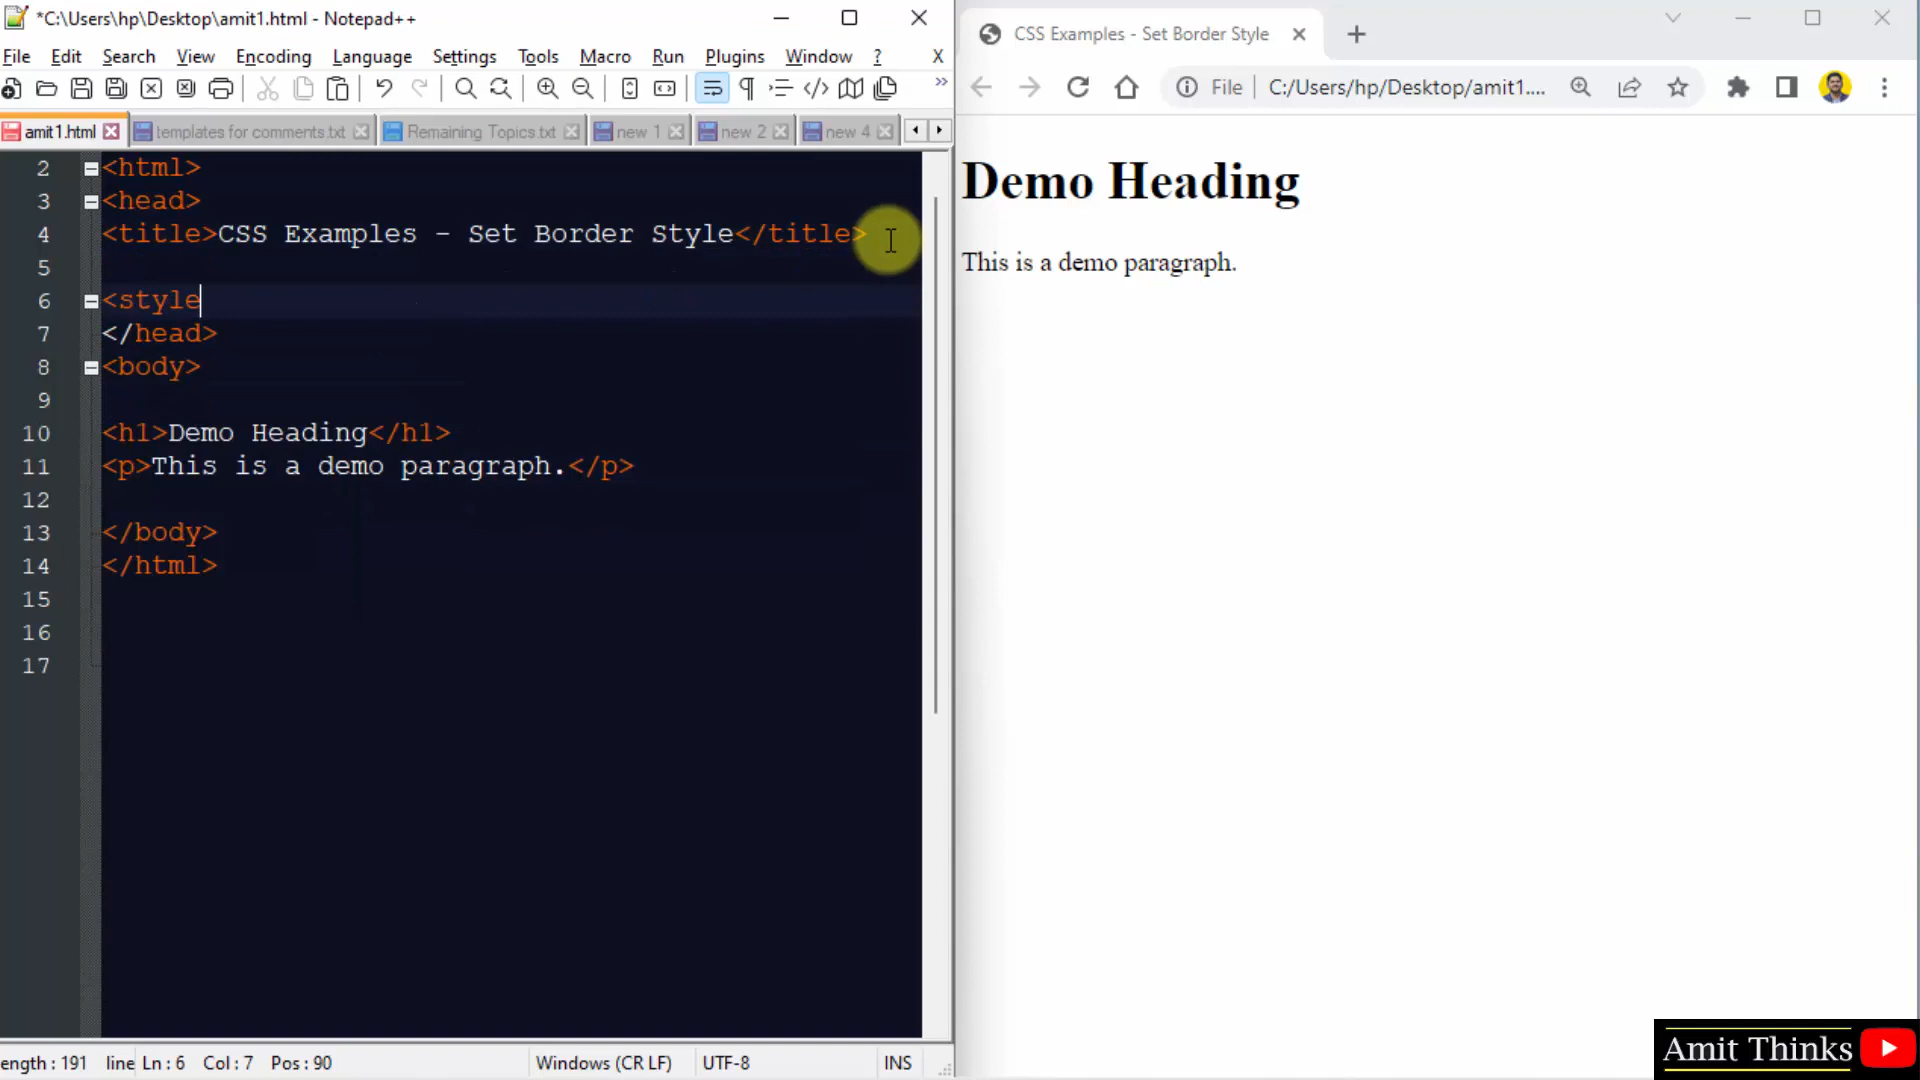 *C:\Users\hp\Desktop\amit1.html - Notepad++
File Edit Search View Encoding Language Settings Tools Macro Run Plugins Window ? X
amit1.html templates for comments.txt Remaining Topics.txt new 1 new 2 new 4
2 <html>
3 <head>
4 <title>CSS Examples - Set Border Style</title>
5
6 <style
7 </head>
8 <body>
9
10 <h1>Demo Heading</h1>
11 <p>This is a demo paragraph.</p>
12
13 </body>
14 </html>
15
16
17
ength : 191 line Ln : 6 Col : 7 Pos : 90 Windows (CR LF) UTF-8 INS
CSS Examples - Set Border Style
File C:/Users/hp/Desktop/amit1....
Demo Heading
This is a demo paragraph.
Amit Thinks